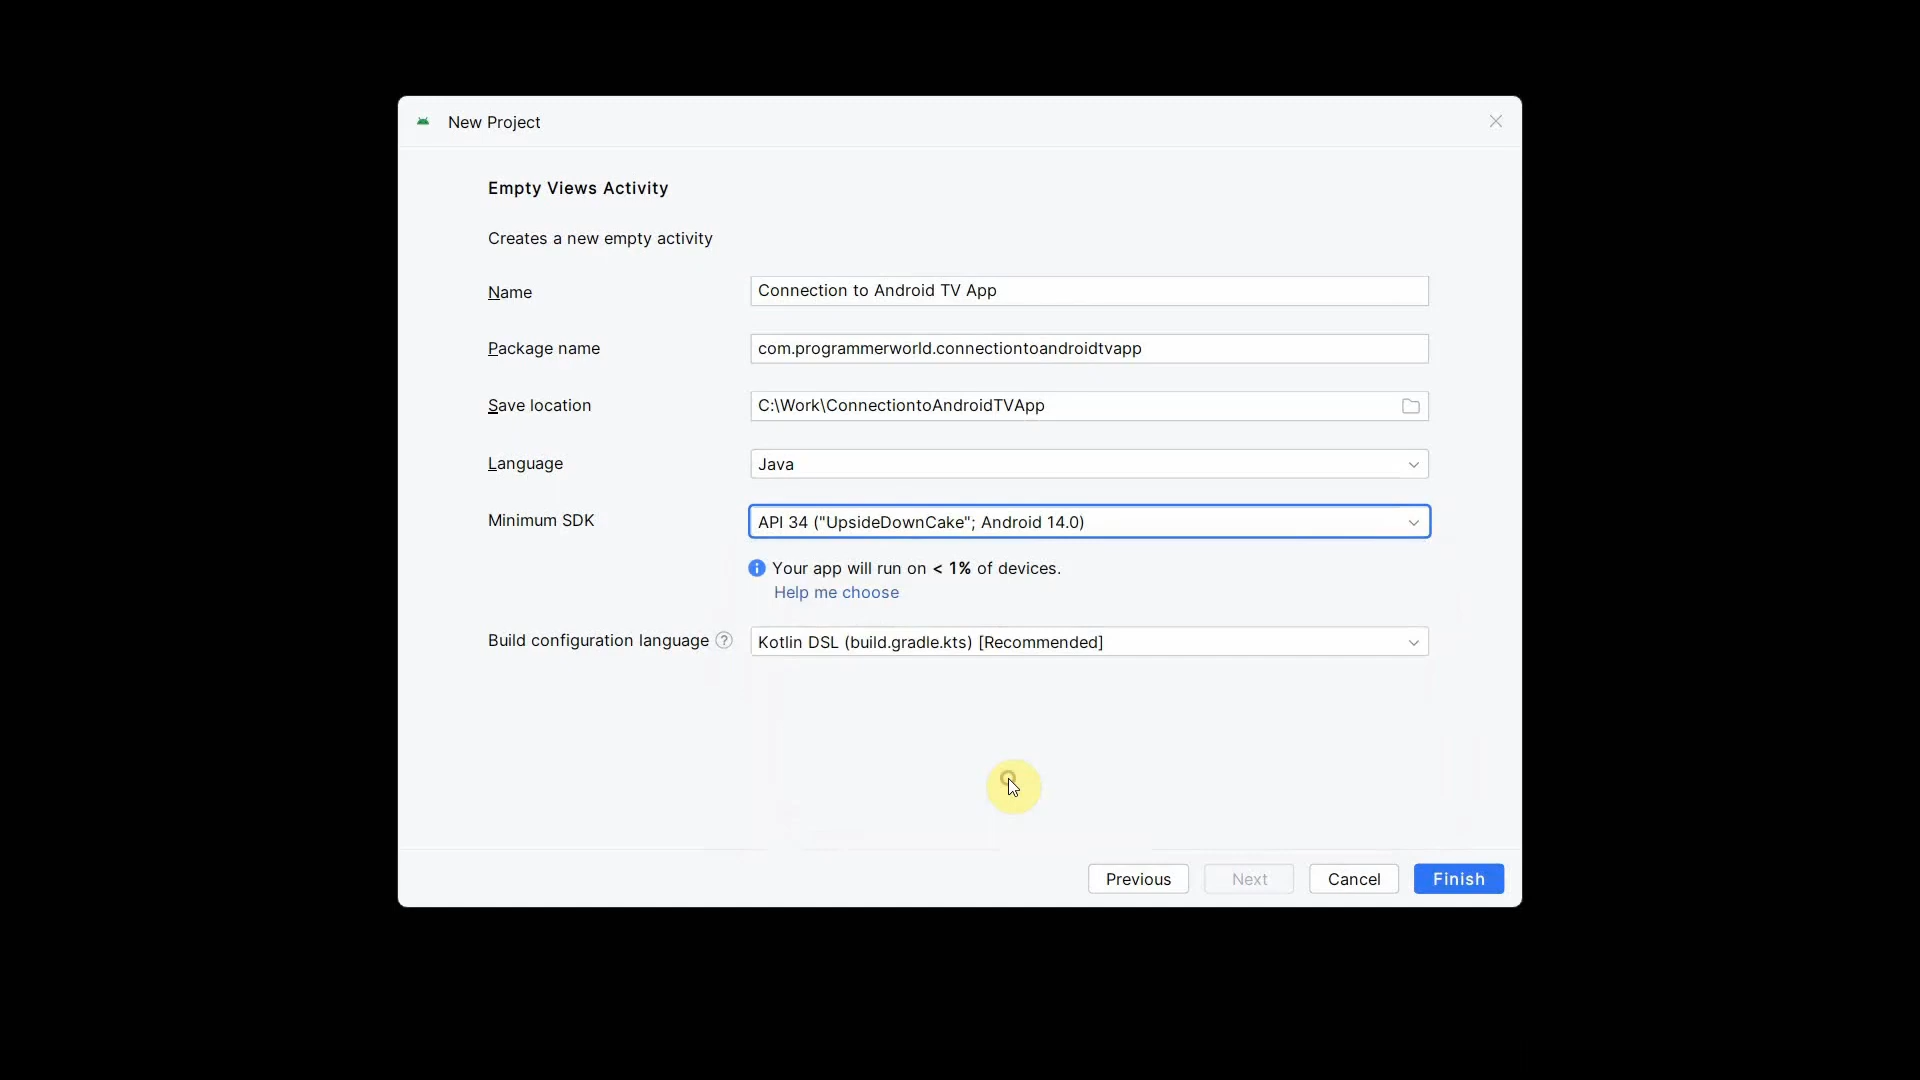 New Project
Empty Views Activity
Creates a new empty activity
Name
Connection to Android TV App
Package name
com.programmerworld.connectiontoandroidtvapp
Save location
C:\Work\ConnectiontoAndroidTVApp
Language
Java
Minimum SDK
API 34 ("UpsideDownCake"; Android 14.0)
Your app will run on < 1% of devices.
Help me choose
Build configuration language ?
Kotlin DSL (build.gradle.kts) [Recommended]
Previous
Next
Cancel
Finish